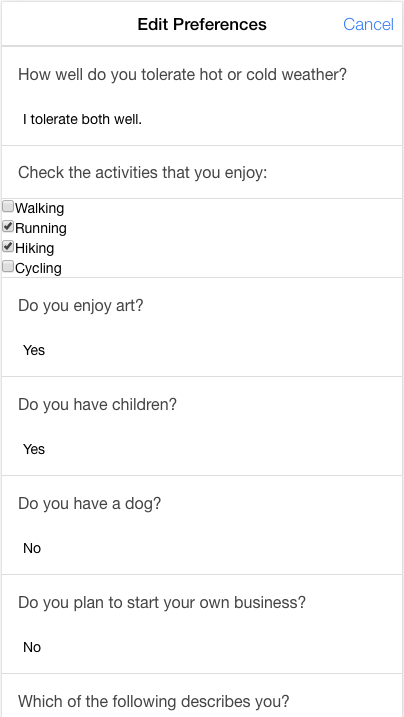 Edit Preferences Cancel
How well do you tolerate hot or cold weather?
I tolerate both well.
Check the activities that you enjoy:
Walking
Running
Hiking
Cycling
Do you enjoy art?
Yes
Do you have children?
Yes
Do you have a dog?
No
Do you plan to start your own business?
No
Which of the following describes you?